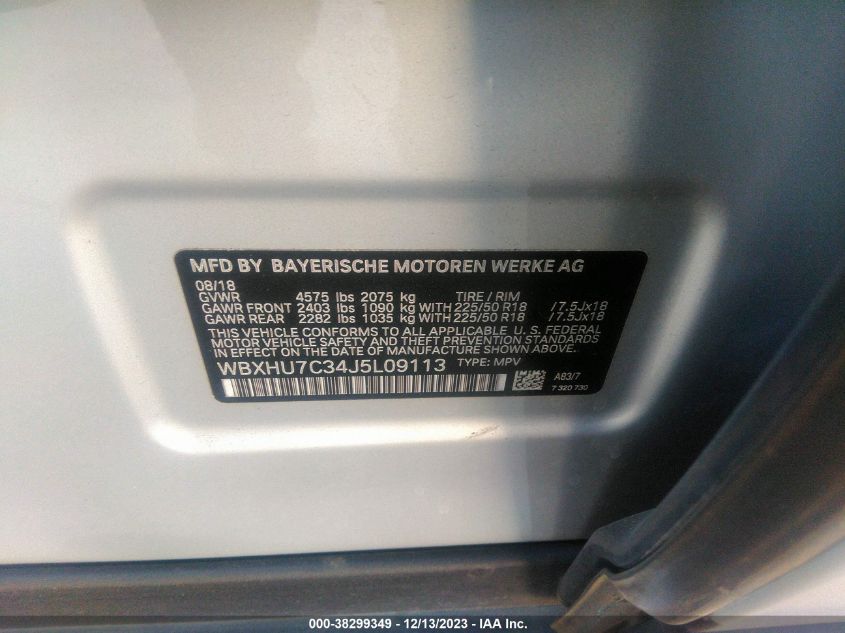 MFD BY BAYERISCHE MOTOREN WERKE AG
08/18
GVWR 4575 lbs 2075 kg TIRE / RIM
GAWR FRONT 2403 lbs 1090 kg WITH 225/50 R18 /7.5Jx18
GAWR REAR 2282 lbs 1035 kg WITH 225/50 R18 /7.5Jx18
THIS VEHICLE CONFORMS TO ALL APPLICABLE U. S. FEDERAL
MOTOR VEHICLE SAFETY AND THEFT PREVENTION STANDARDS
IN EFFECT ON THE DATE OF MANUFACTURE SHOWN ABOVE.
WBXHU7C34J5L09113 TYPE: MPV
A83/7
7 320 730
000-38299349 - 12/13/2023 - IAA Inc.